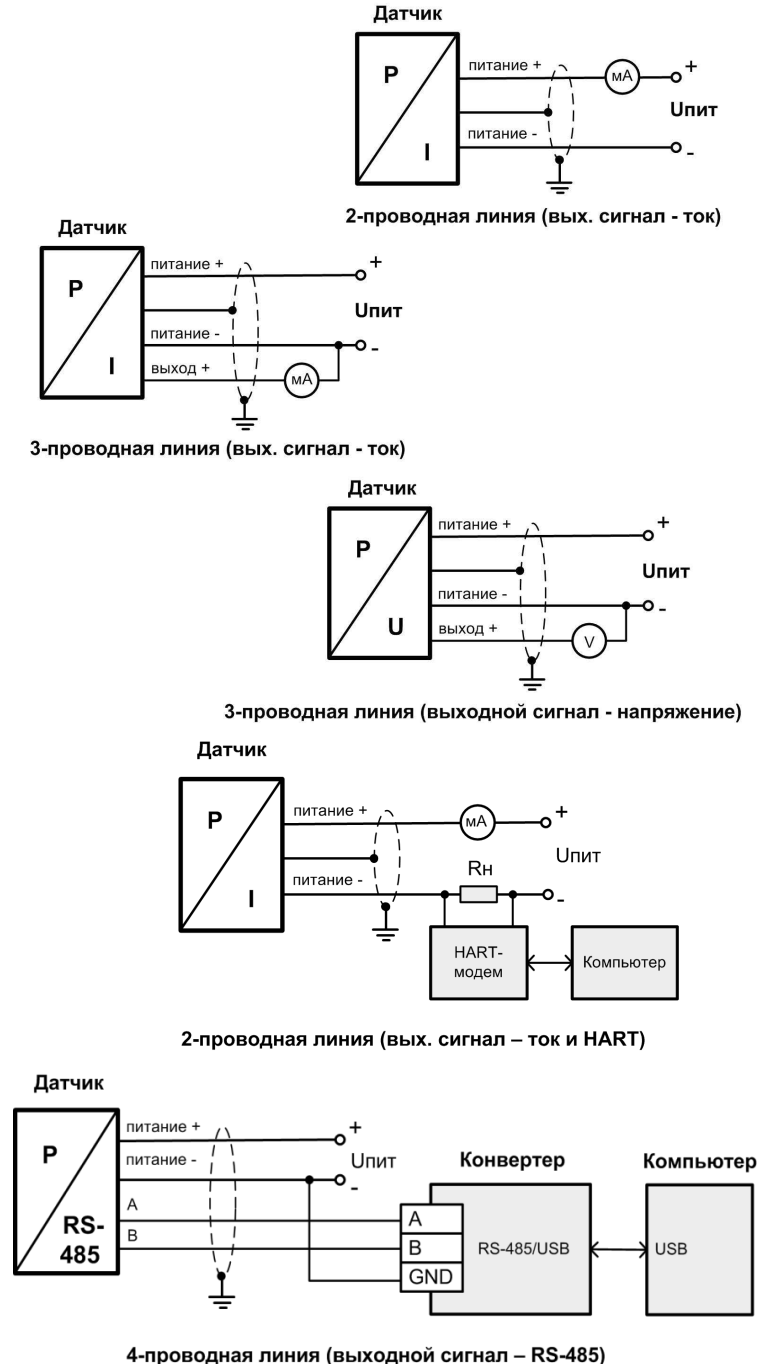 Датчик
питание +
P
I
мА
+
Uпит
питание -
-
2-проводная линия (вых. сигнал - ток)
Датчик
питание +
P
I
+
Uпит
питание -
-
выход +
мА
3-проводная линия (вых. сигнал - ток)
Датчик
питание +
P
U
+
Uпит
питание -
-
выход +
V
3-проводная линия (выходной сигнал - напряжение)
Датчик
питание +
P
I
мА
+
Uпит
питание -
Rн
-
HART-
модем
Компьютер
2-проводная линия (вых. сигнал – ток и HART)
Датчик
питание +
P
RS-
485
+
питание -
Uпит
-
A
B
Конвертер
A
B
GND
RS-485/USB
Компьютер
USB
4-проводная линия (выходной сигнал – RS-485)